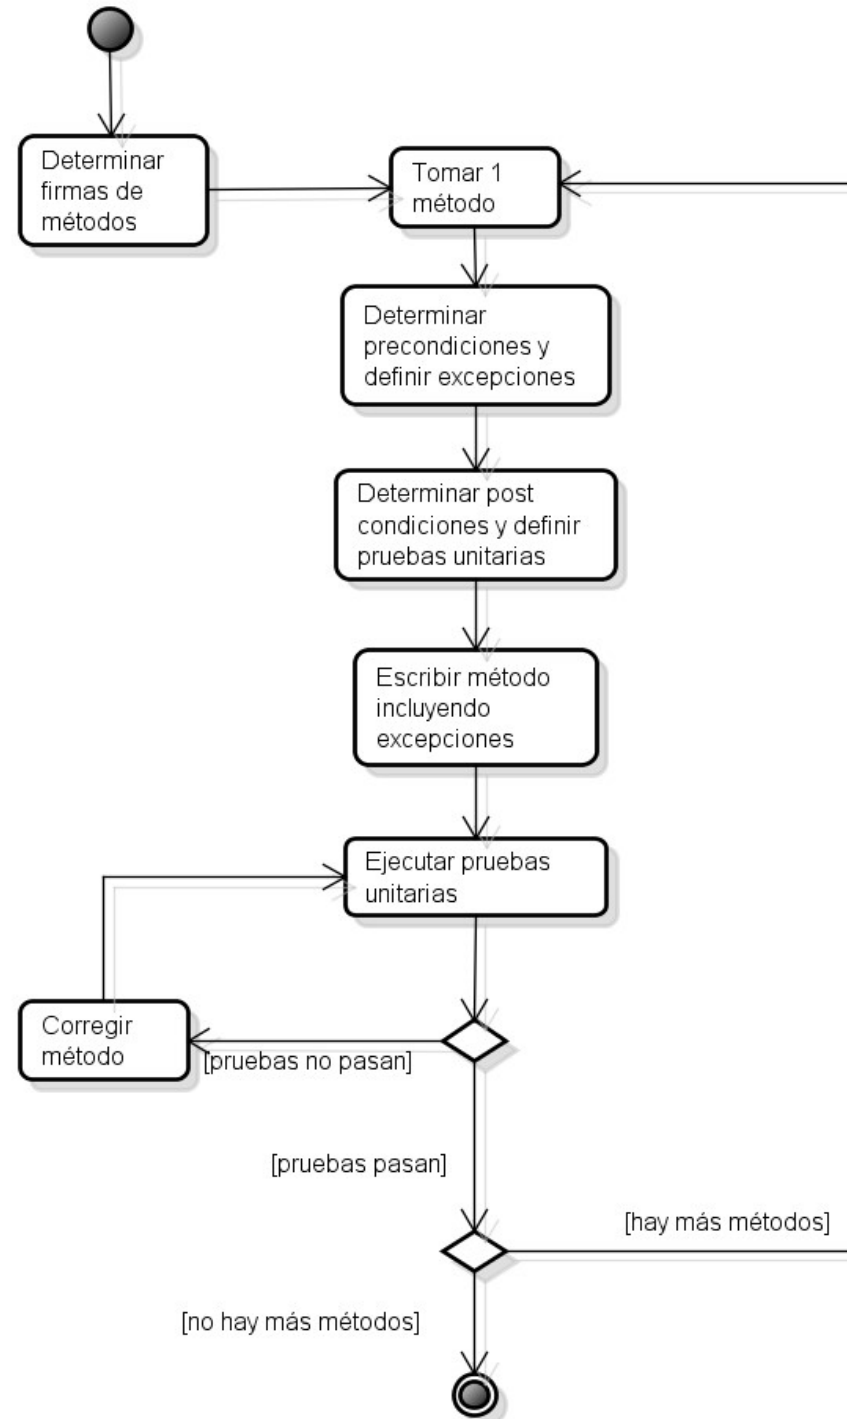 Determinar
firmas de
métodos
Tomar 1
método
Determinar
precondiciones y
definir excepciones
Determinar post
condiciones y definir
pruebas unitarias
Escribir método
incluyendo
excepciones
Ejecutar pruebas
unitarias
Corregir
método
[pruebas no pasan]
[pruebas pasan]
[hay más métodos]
[no hay más métodos]